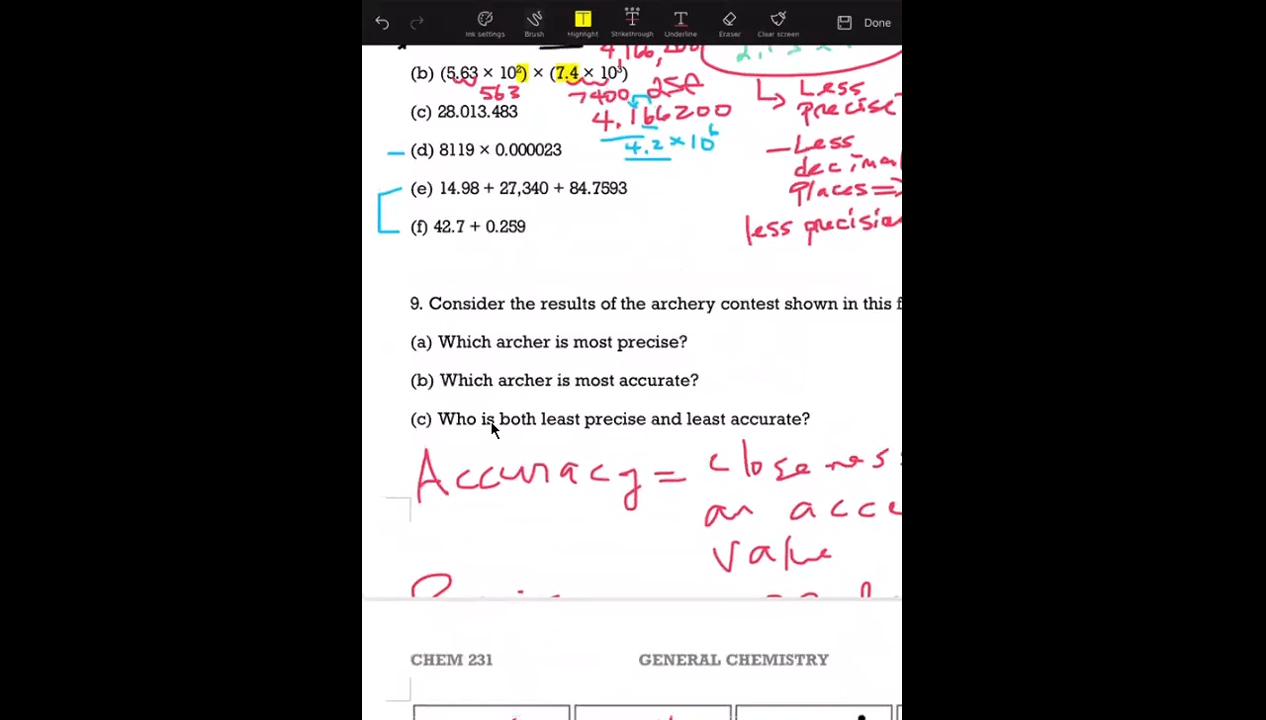 Done
Ink settings Brush Highlight Strikethrough Underline Eraser Clear screen
(b) (5.63 × 10²) × (7.4 × 10³)
563 7400 2SF
Less
precise
(c) 28.013.483
4.166200
4.2 × 10⁶
(d) 8119 × 0.000023
— Less
decimal
places =>
(e) 14.98 + 27,340 + 84.7593
(f) 42.7 + 0.259
less precision
9. Consider the results of the archery contest shown in this f
(a) Which archer is most precise?
(b) Which archer is most accurate?
(c) Who is both least precise and least accurate?
Accuracy = closeness
an acce
value
CHEM 231 GENERAL CHEMISTRY